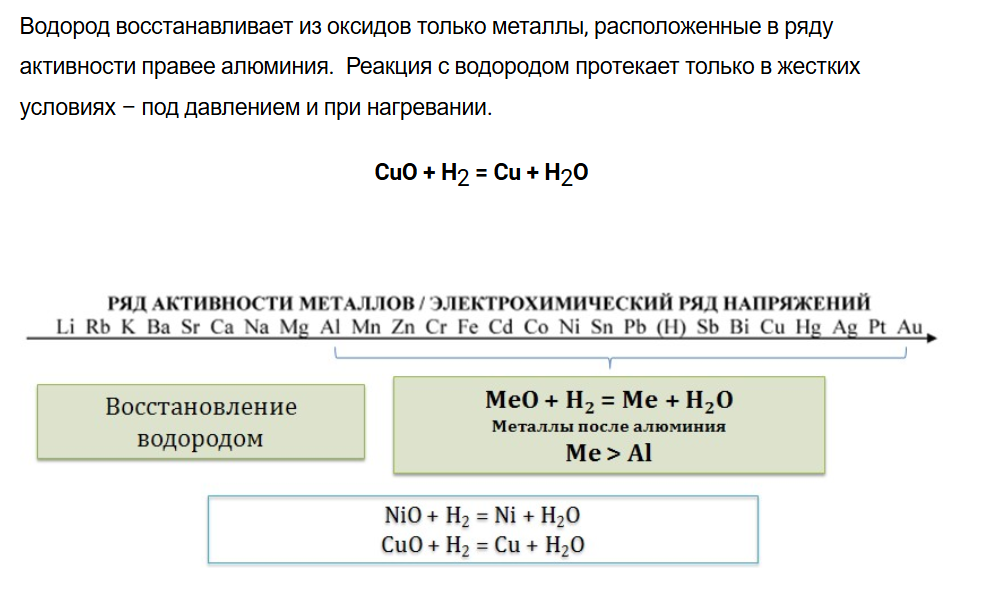 Водород восстанавливает из оксидов только металлы, расположенные в ряду
активности правее алюминия.  Реакция с водородом протекает только в жестких
условиях – под давлением и при нагревании.
CuO + H2 = Cu + H2O
РЯД АКТИВНОСТИ МЕТАЛЛОВ / ЭЛЕКТРОХИМИЧЕСКИЙ РЯД НАПРЯЖЕНИЙ
Li Rb K Ba Sr Ca Na Mg Al Mn Zn Cr Fe Cd Co Ni Sn Pb (H) Sb Bi Cu Hg Ag Pt Au
Восстановление
водородом
MeO + H₂ = Me + H₂O
Металлы после алюминия
Me > Al
NiO + H₂ = Ni + H₂O
CuO + H₂ = Cu + H₂O